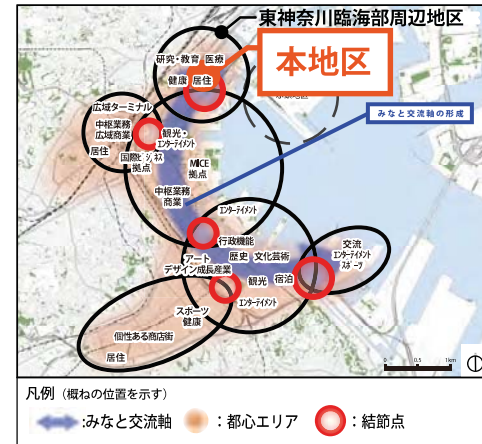 東神奈川臨海部周辺地区
研究・教育 医療
健康 居住
本地区
広域ターミナル
中枢業務
広域商業
居住
観光・
エンターテイメント
国際ビジネス
拠点
MICE
拠点
中枢業務
商業
みなと交流軸の形成
エンターテイメント
行政機能
アート
デザイン成長産業
歴史 文化芸術
観光
宿泊
エンターテイメント
交流
エンターテイメント
スポーツ
スポーツ
健康
個性ある商店街
居住
0 0.5 1km
凡例（概ねの位置を示す）
:みなと交流軸
:都心エリア
:結節点